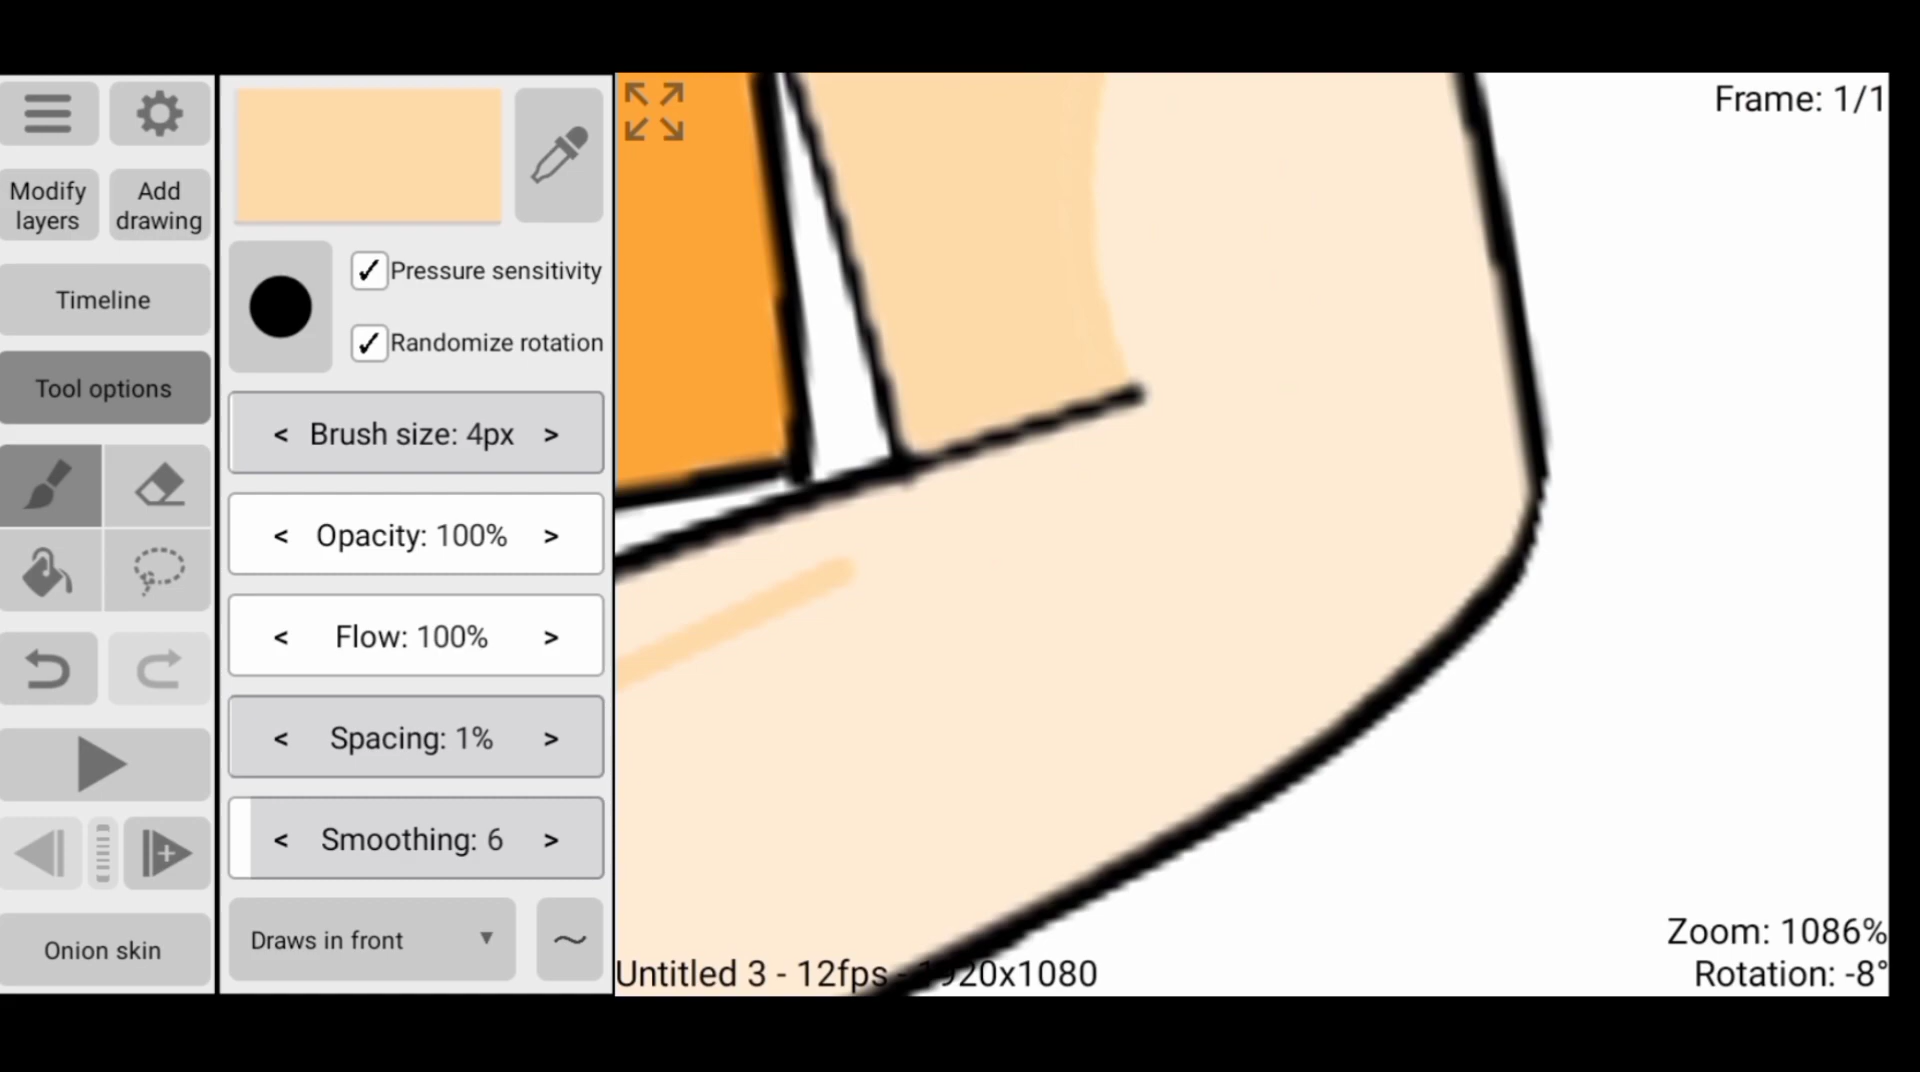 Frame: 1/1
Modify
layers
Add
drawing
Timeline
Tool options
Onion skin
Pressure sensitivity
Randomize rotation
< Brush size: 4px >
< Opacity: 100% >
< Flow: 100% >
< Spacing: 1% >
< Smoothing: 6 >
Draws in front
Untitled 3 - 12fps - 1920x1080
Zoom: 1086%
Rotation: -8°